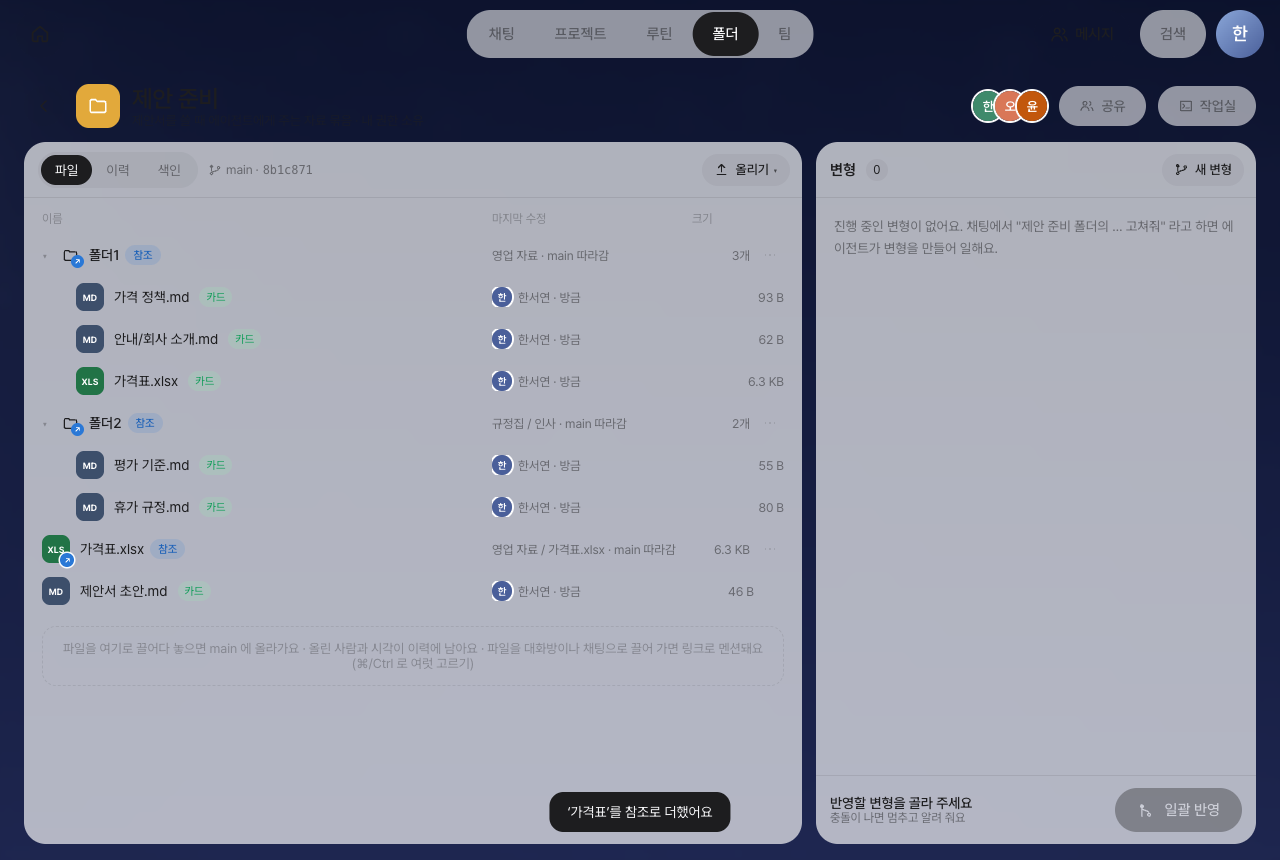 채팅 프로젝트 루틴 폴더 팀
메시지 검색 한
제안 준비
한 오 윤 공유 작업실
파일 이력 색인 main · 8b1c871 올리기
이름 마지막 수정 크기
폴더1 참조 영업 자료 · main 따라감 3개 ···
MD 가격 정책.md 카드 한 한서연 · 방금 93 B
MD 안내/회사 소개.md 카드 한 한서연 · 방금 62 B
XLS 가격표.xlsx 카드 한 한서연 · 방금 6.3 KB
폴더2 참조 규정집 / 인사 · main 따라감 2개 ···
MD 평가 기준.md 카드 한 한서연 · 방금 55 B
MD 휴가 규정.md 카드 한 한서연 · 방금 80 B
XLS 가격표.xlsx 참조 영업 자료 / 가격표.xlsx · main 따라감 6.3 KB ···
MD 제안서 초안.md 카드 한 한서연 · 방금 46 B
파일을 여기로 끌어다 놓으면 main 에 올라가요 · 올린 사람과 시각이 이력에 남아요 · 파일을 대화방이나 채팅으로 끌어 가면 링크로 멘션돼요
(⌘/Ctrl 로 여럿 고르기)
‘가격표’를 참조로 더했어요
변형 0 새 변형
진행 중인 변형이 없어요. 채팅에서 "제안 준비 폴더의 ... 고쳐줘" 라고 하면 에
이전트가 변형을 만들어 일해요.
반영할 변형을 골라 주세요
충돌이 나면 멈추고 알려 줘요
일괄 반영